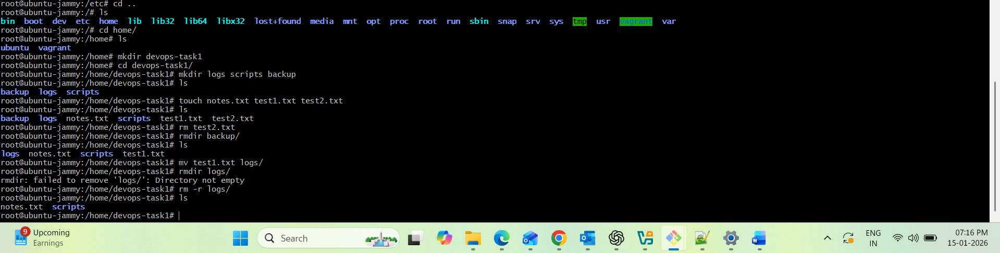 root@ubuntu-jammy:/etc# cd ..
root@ubuntu-jammy:/# ls
bin  boot  dev  etc  home  lib  lib32  lib64  libx32  lost+found  media  mnt  opt  proc  root  run  sbin  snap  srv  sys  tmp  usr  vagrant  var
root@ubuntu-jammy:/# cd home/
root@ubuntu-jammy:/home# ls
ubuntu  vagrant
root@ubuntu-jammy:/home# mkdir devops-task1
root@ubuntu-jammy:/home# cd devops-task1/
root@ubuntu-jammy:/home/devops-task1# mkdir logs scripts backup
root@ubuntu-jammy:/home/devops-task1# ls
backup  logs  scripts
root@ubuntu-jammy:/home/devops-task1# touch notes.txt test1.txt test2.txt
root@ubuntu-jammy:/home/devops-task1# ls
backup  logs  notes.txt  scripts  test1.txt  test2.txt
root@ubuntu-jammy:/home/devops-task1# rm test2.txt
root@ubuntu-jammy:/home/devops-task1# rmdir backup/
root@ubuntu-jammy:/home/devops-task1# ls
logs  notes.txt  scripts  test1.txt
root@ubuntu-jammy:/home/devops-task1# mv test1.txt logs/
root@ubuntu-jammy:/home/devops-task1# rmdir logs/
rmdir: failed to remove 'logs/': Directory not empty
root@ubuntu-jammy:/home/devops-task1# rm -r logs/
root@ubuntu-jammy:/home/devops-task1# ls
notes.txt  scripts
root@ubuntu-jammy:/home/devops-task1#
9
Upcoming
Earnings
Search
W
ENG
IN
07:16 PM
15-01-2026